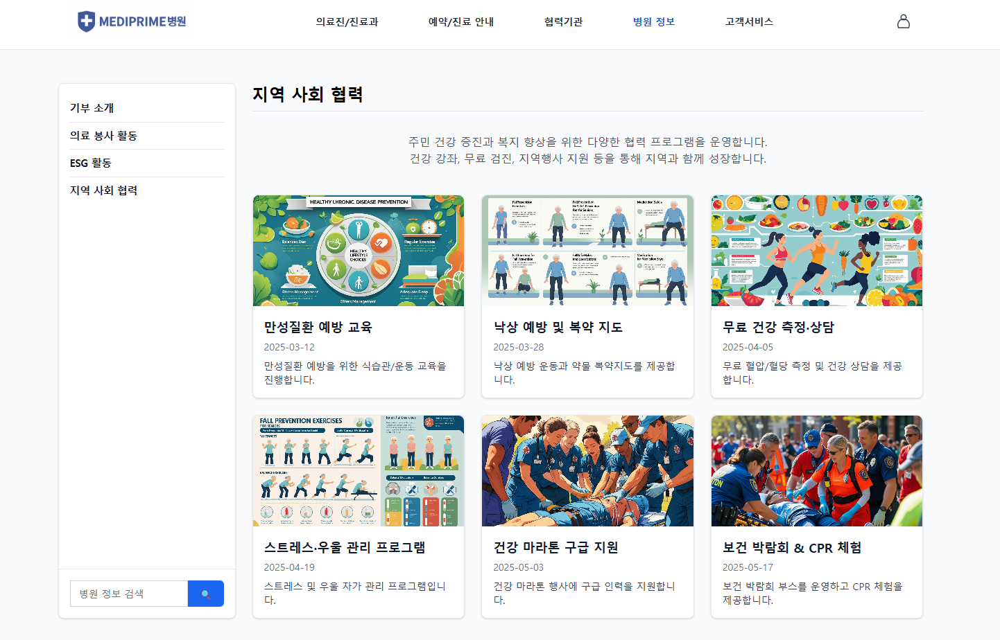 MEDIPRIME병원
의료진/진료과
예약/진료 안내
협력기관
병원 정보
고객서비스
기부 소개
의료 봉사 활동
ESG 활동
지역 사회 협력
병원 정보 검색
지역 사회 협력
주민 건강 증진과 복지 향상을 위한 다양한 협력 프로그램을 운영합니다.
건강 강좌, 무료 검진, 지역행사 지원 등을 통해 지역과 함께 성장합니다.
HEALTHY LHRONIC DISEASE PREVENTION
Balanced Diet
Regular Exercise
HEALTHY
LIFESTYLE
CHOICES
Stress Management
Adequate Sleep
Stress Management
만성질환 예방 교육
2025-03-12
만성질환 예방을 위한 식습관/운동 교육을
진행합니다.
Medication Safely
낙상 예방 및 복약 지도
2025-03-28
낙상 예방 운동과 약물 복약지도를 제공합
니다.
무료 건강 측정·상담
2025-04-05
무료 혈압/혈당 측정 및 건강 상담을 제공
합니다.
FALL PREVENTION EXERCISES
FOR SENIORS
BALANCE EXERCISES
스트레스·우울 관리 프로그램
2025-04-19
스트레스 및 우울 자가 관리 프로그램입니
다.
건강 마라톤 구급 지원
2025-05-03
건강 마라톤 행사에 구급 인력을 지원합니
다.
보건 박람회 & CPR 체험
2025-05-17
보건 박람회 부스를 운영하고 CPR 체험을
제공합니다.